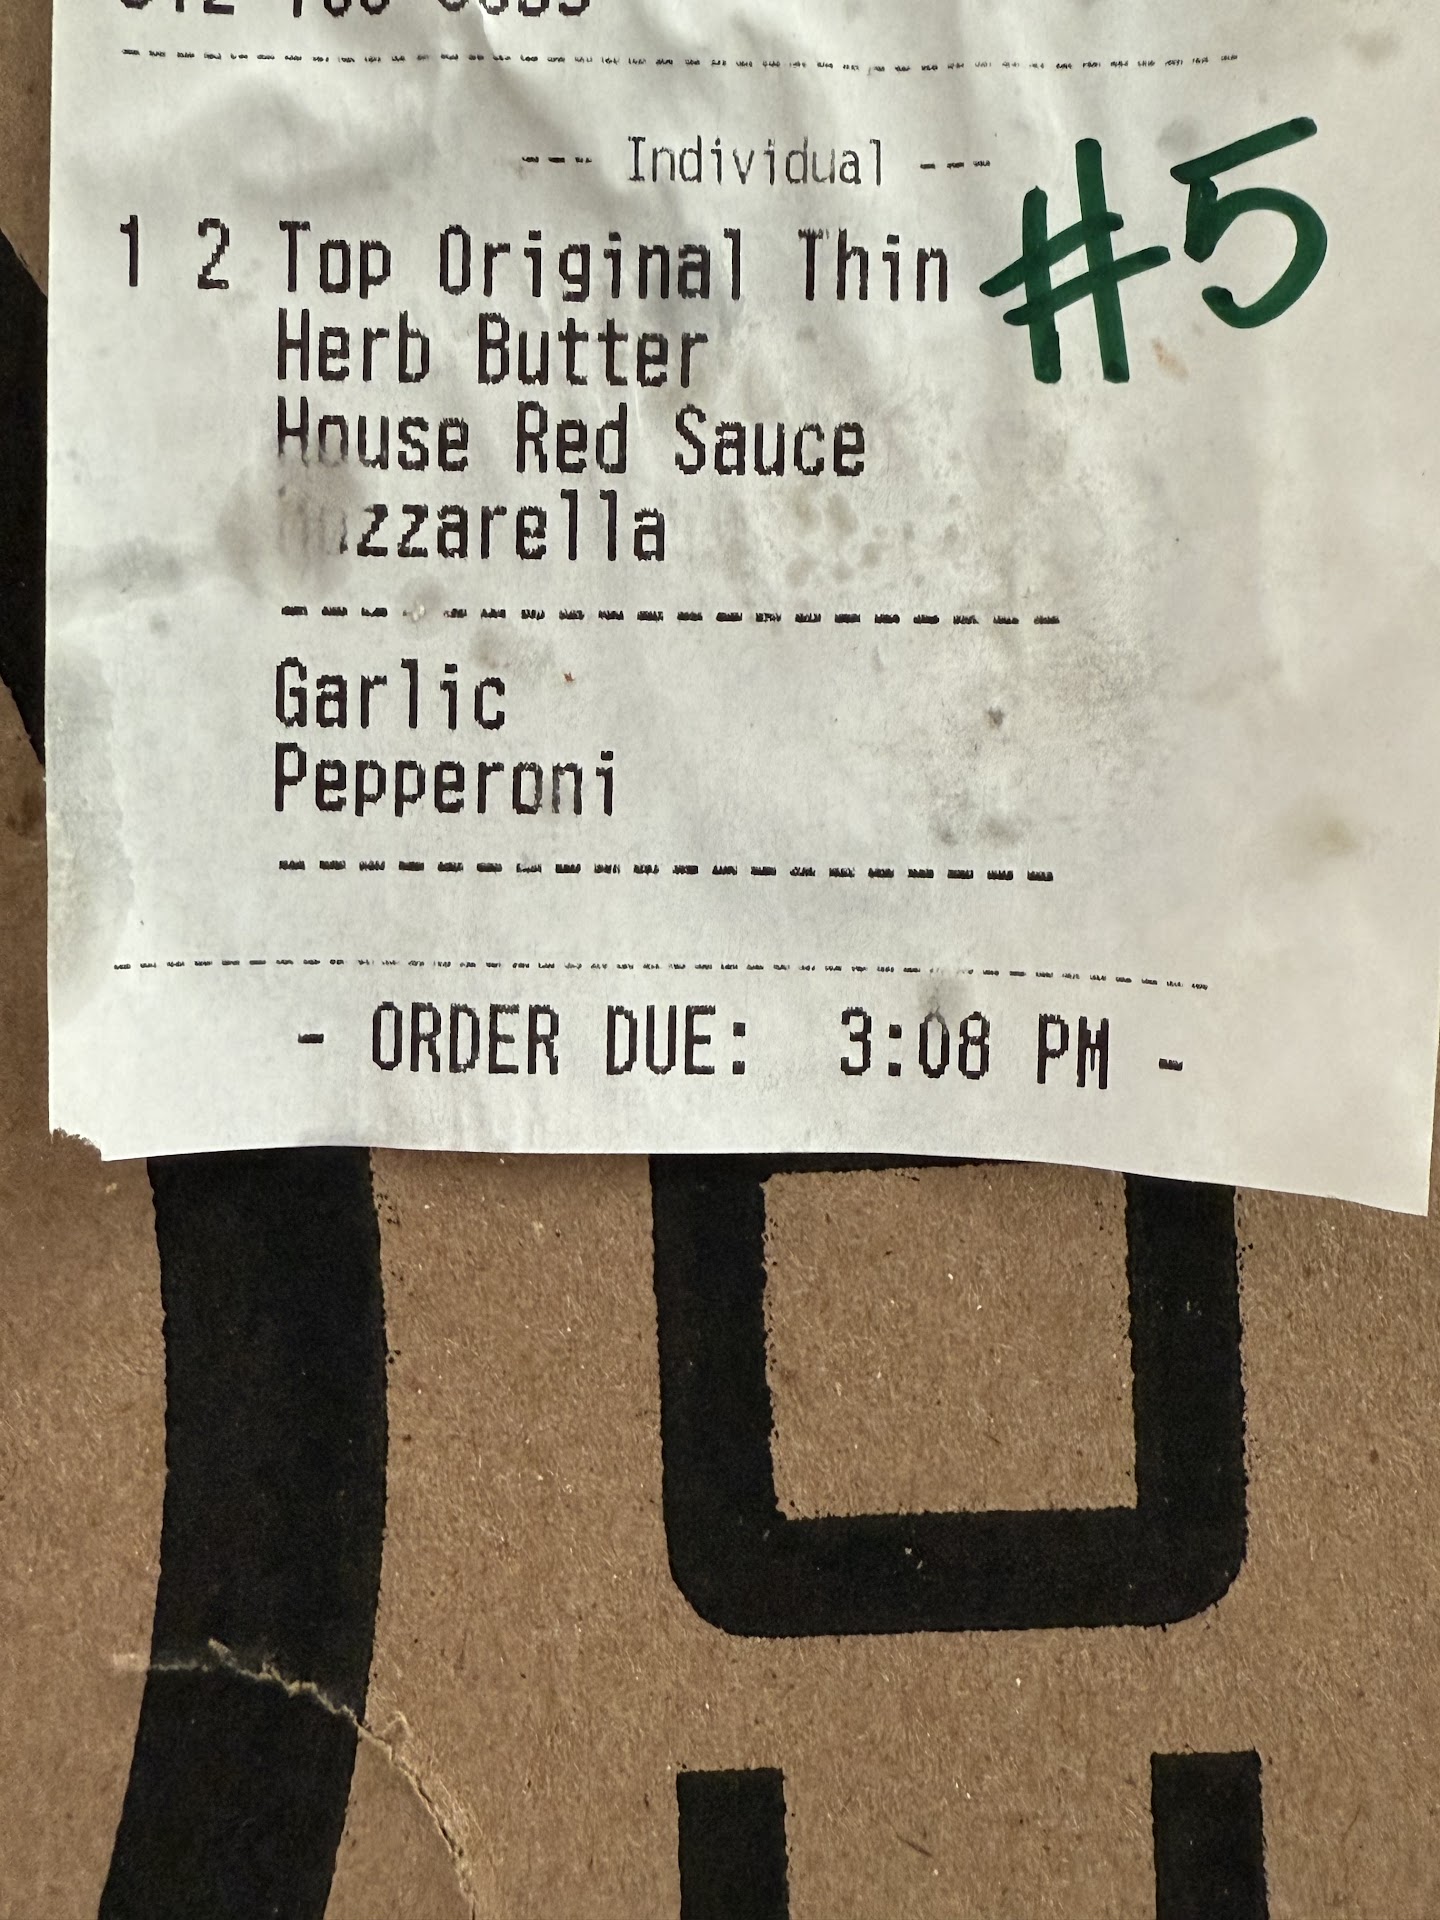 --- Individual ---
#5
1 2 Top Original Thin
Herb Butter
House Red Sauce
Mozzarella
Garlic
Pepperoni
- ORDER DUE: 3:08 PM -